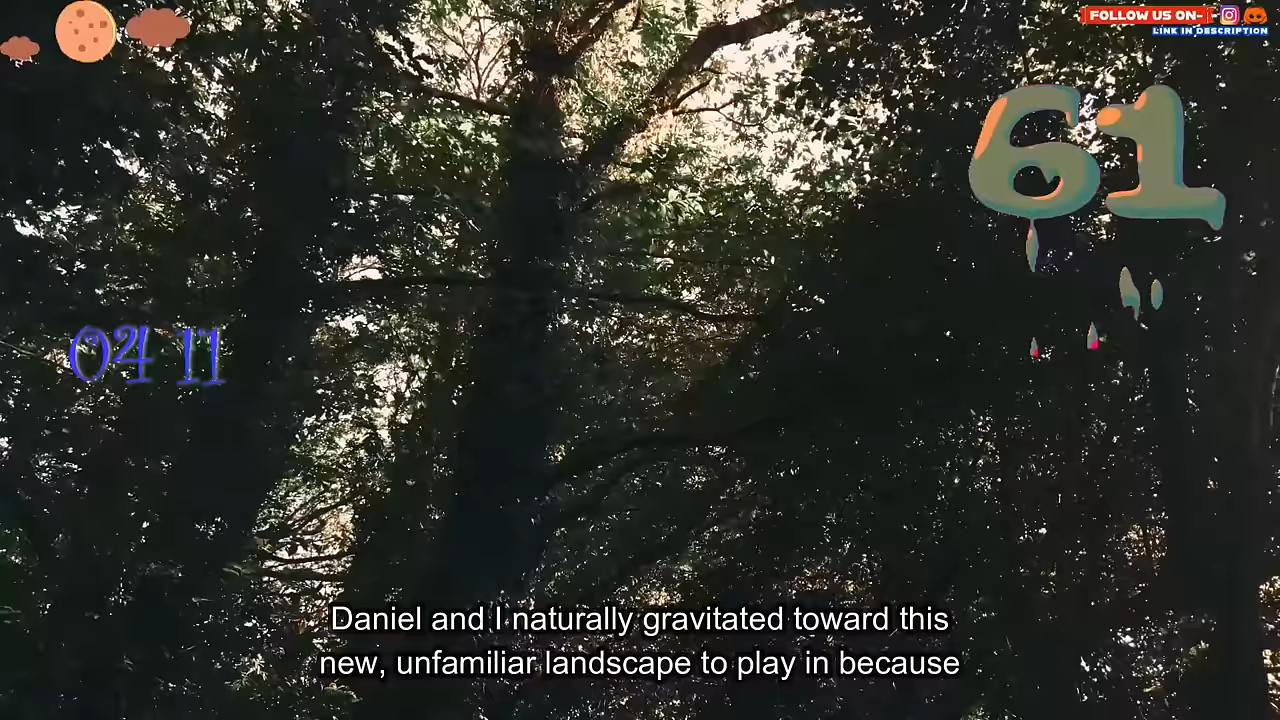 FOLLOW US ON-
LINK IN DESCRIPTION
61
04 11
Daniel and I naturally gravitated toward this
new, unfamiliar landscape to play in because